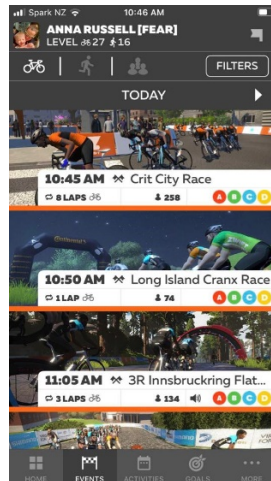 Spark NZ 10:46 AM
ANNA RUSSELL [FEAR]
LEVEL 27 16
FILTERS
TODAY
10:45 AM Crit City Race
8 LAPS 258 A B C D
Continental
10:50 AM Long Island Cranx Race
1 LAP 74 A B C D
11:05 AM 3R Innsbruckring Flat...
3 LAPS 134 A B C D
HOME EVENTS ACTIVITIES GOALS MORE